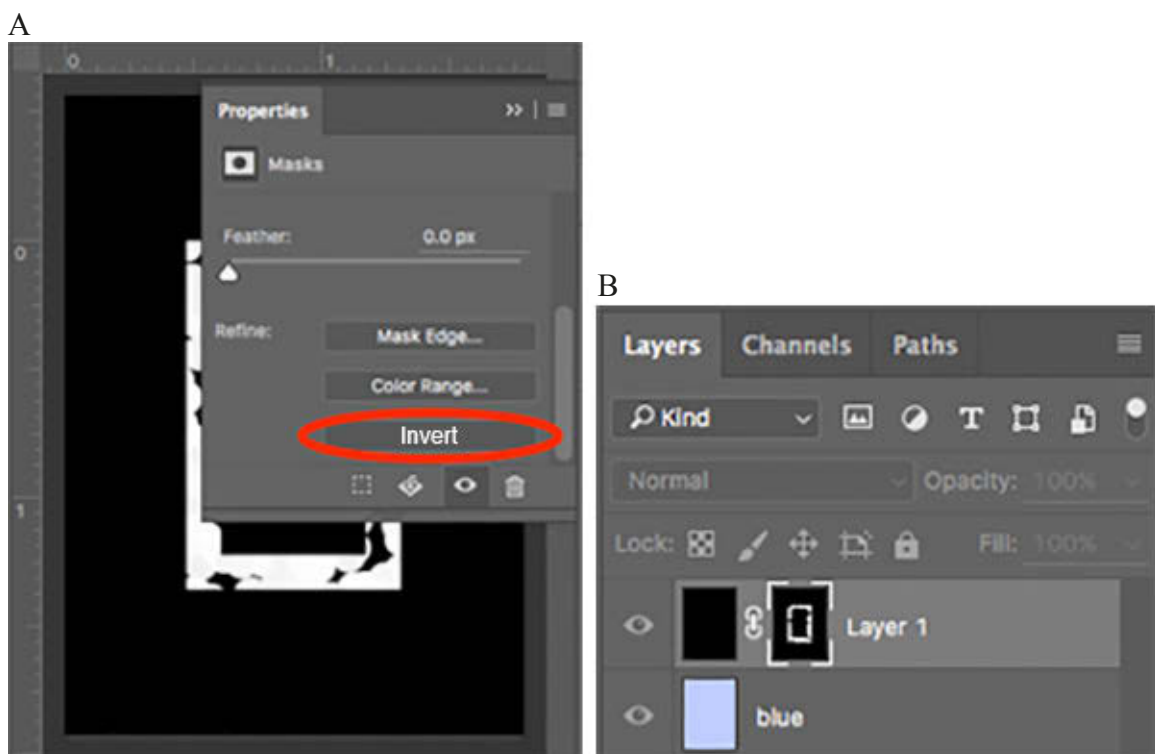 A
0 1
Properties
Masks
Feather: 0.0 px
0
Refine: Mask Edge...
Color Range...
Invert
1
B
Layers Channels Paths
Kind T
Normal Opacity: 100%
Lock: Fill: 100%
Layer 1
blue